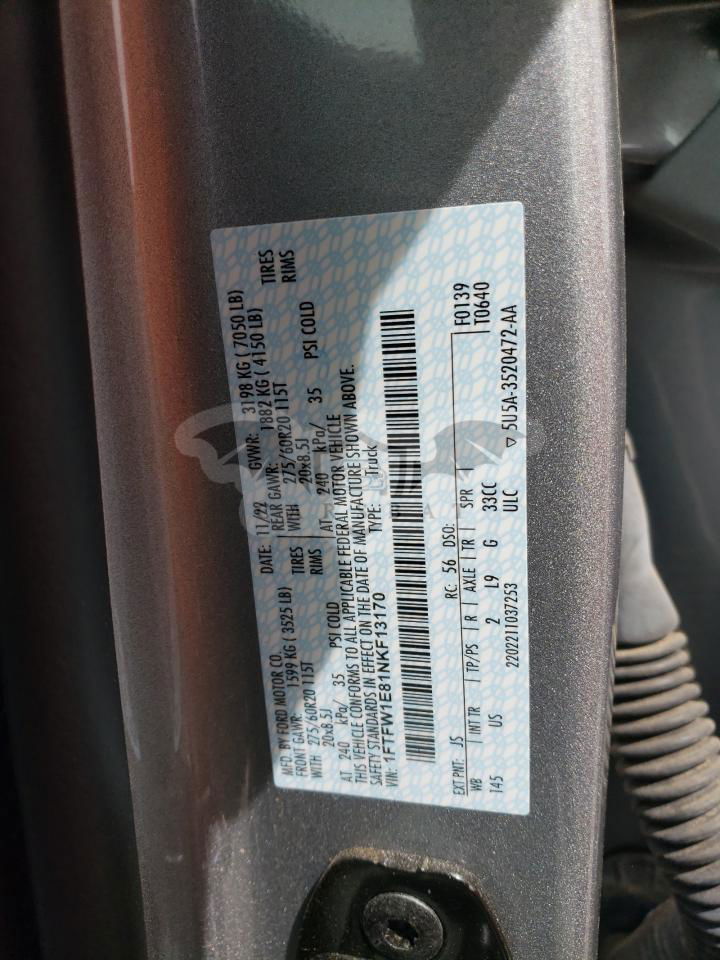 MFD. BY FORD MOTOR CO.
DATE: 11/22 GVWR: 3198 KG ( 7050 LB)
FRONT GAWR: 1599 KG ( 3525 LB)
REAR GAWR: 1882 KG ( 4150 LB)
WITH 275/60R20 115T TIRES
WITH 275/60R20 115T TIRES
20x8.5J RIMS
20x8.5J RIMS
AT 240 kPa/ 35 PSI COLD
AT 240 kPa/ 35 PSI COLD
THIS VEHICLE CONFORMS TO ALL APPLICABLE FEDERAL MOTOR VEHICLE
SAFETY STANDARDS IN EFFECT ON THE DATE OF MANUFACTURE SHOWN ABOVE.
VIN: 1FTFW1E81NKF13170 TYPE: Truck
EXT PNT: JS RC: 56 DSO: F0139
WB INT TR TP/PS R AXLE TR SPR T0640
145 US 2 L9 G 33CC
2202211037253 ULC ▽ 5U5A-3520472-AA